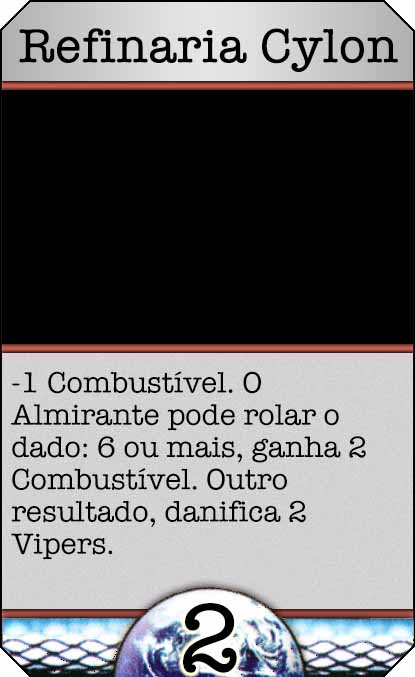 Refinaria Cylon
-1 Combustível. O
Almirante pode rolar o
dado: 6 ou mais, ganha 2
Combustível. Outro
resultado, danifica 2
Vipers.
2